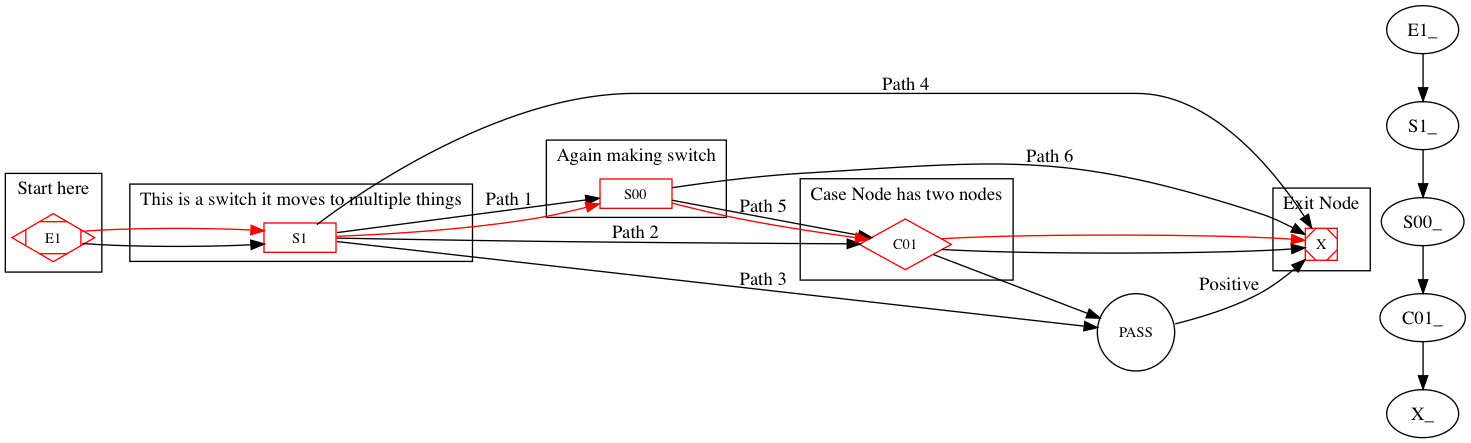 Start here
E1
This is a switch it moves to multiple things
S1
Path 1
Path 2
Path 3
Path 4
Again making switch
S00
Path 5
Path 6
Case Node has two nodes
C01
PASS
Positive
Exit Node
X
E1_
S1_
S00_
C01_
X_